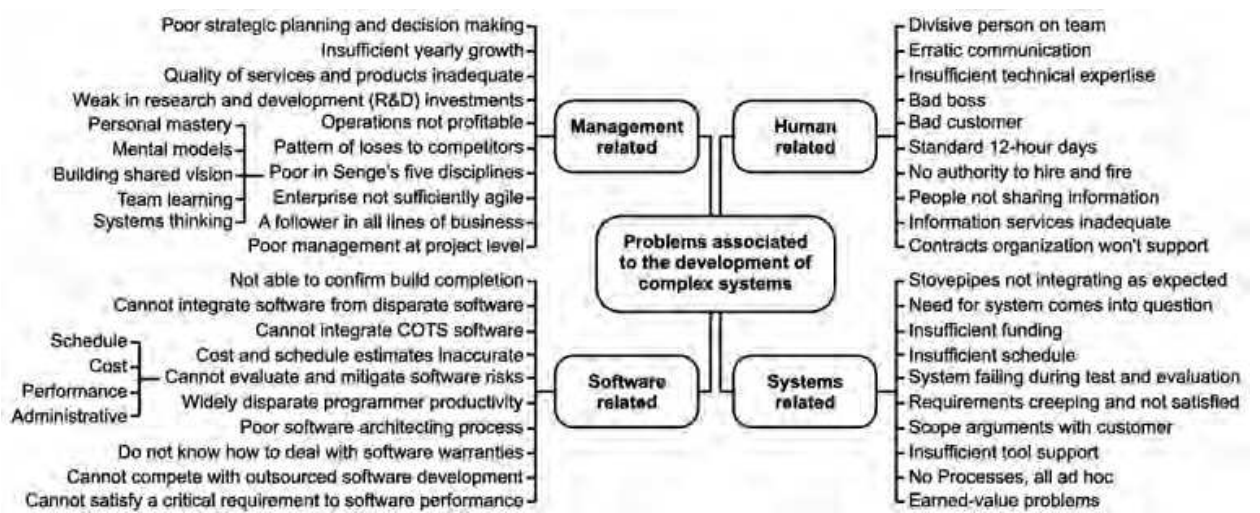 Poor strategic planning and decision making
Insufficient yearly growth
Quality of services and products inadequate
Weak in research and development (R&D) investments
Operations not profitable
Pattern of loses to competitors
Poor in Senge's five disciplines
Enterprise not sufficiently agile
A follower in all lines of business
Poor management at project level
Personal mastery
Mental models
Building shared vision
Team learning
Systems thinking
Management
related
Human
related
Divisive person on team
Erratic communication
Insufficient technical expertise
Bad boss
Bad customer
Standard 12-hour days
No authority to hire and fire
People not sharing information
Information services inadequate
Contracts organization won't support
Problems associated
to the development of
complex systems
Not able to confirm build completion
Cannot integrate software from disparate software
Cannot integrate COTS software
Cost and schedule estimates inaccurate
Cannot evaluate and mitigate software risks
Widely disparate programmer productivity
Poor software architecting process
Do not know how to deal with software warranties
Cannot compete with outsourced software development
Cannot satisfy a critical requirement to software performance
Schedule
Cost
Performance
Administrative
Software
related
Systems
related
Stovepipes not integrating as expected
Need for system comes into question
Insufficient funding
Insufficient schedule
System failing during test and evaluation
Requirements creeping and not satisfied
Scope arguments with customer
Insufficient tool support
No Processes, all ad hoc
Earned-value problems